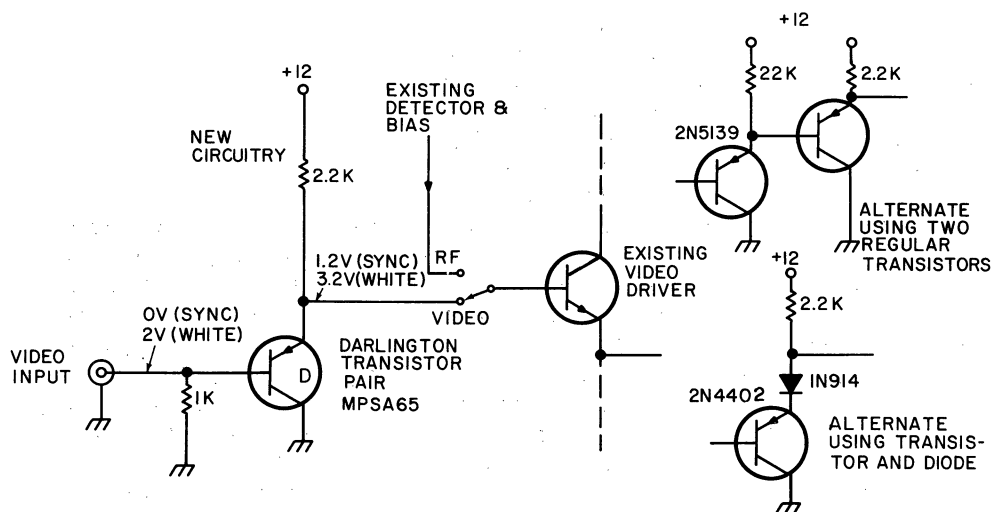 +12
EXISTING
DETECTOR &
BIAS
NEW
CIRCUITRY
2.2K
1.2V (SYNC)
3.2V (WHITE)
RF
VIDEO
EXISTING
VIDEO
DRIVER
0V (SYNC)
2V (WHITE)
VIDEO
INPUT
1K
D
DARLINGTON
TRANSISTOR
PAIR
MPSA65
+12
22K
2.2K
2N5139
ALTERNATE
USING TWO
REGULAR
TRANSISTORS
+12
2.2K
1N914
2N4402
ALTERNATE
USING TRANSIS-
TOR AND DIODE